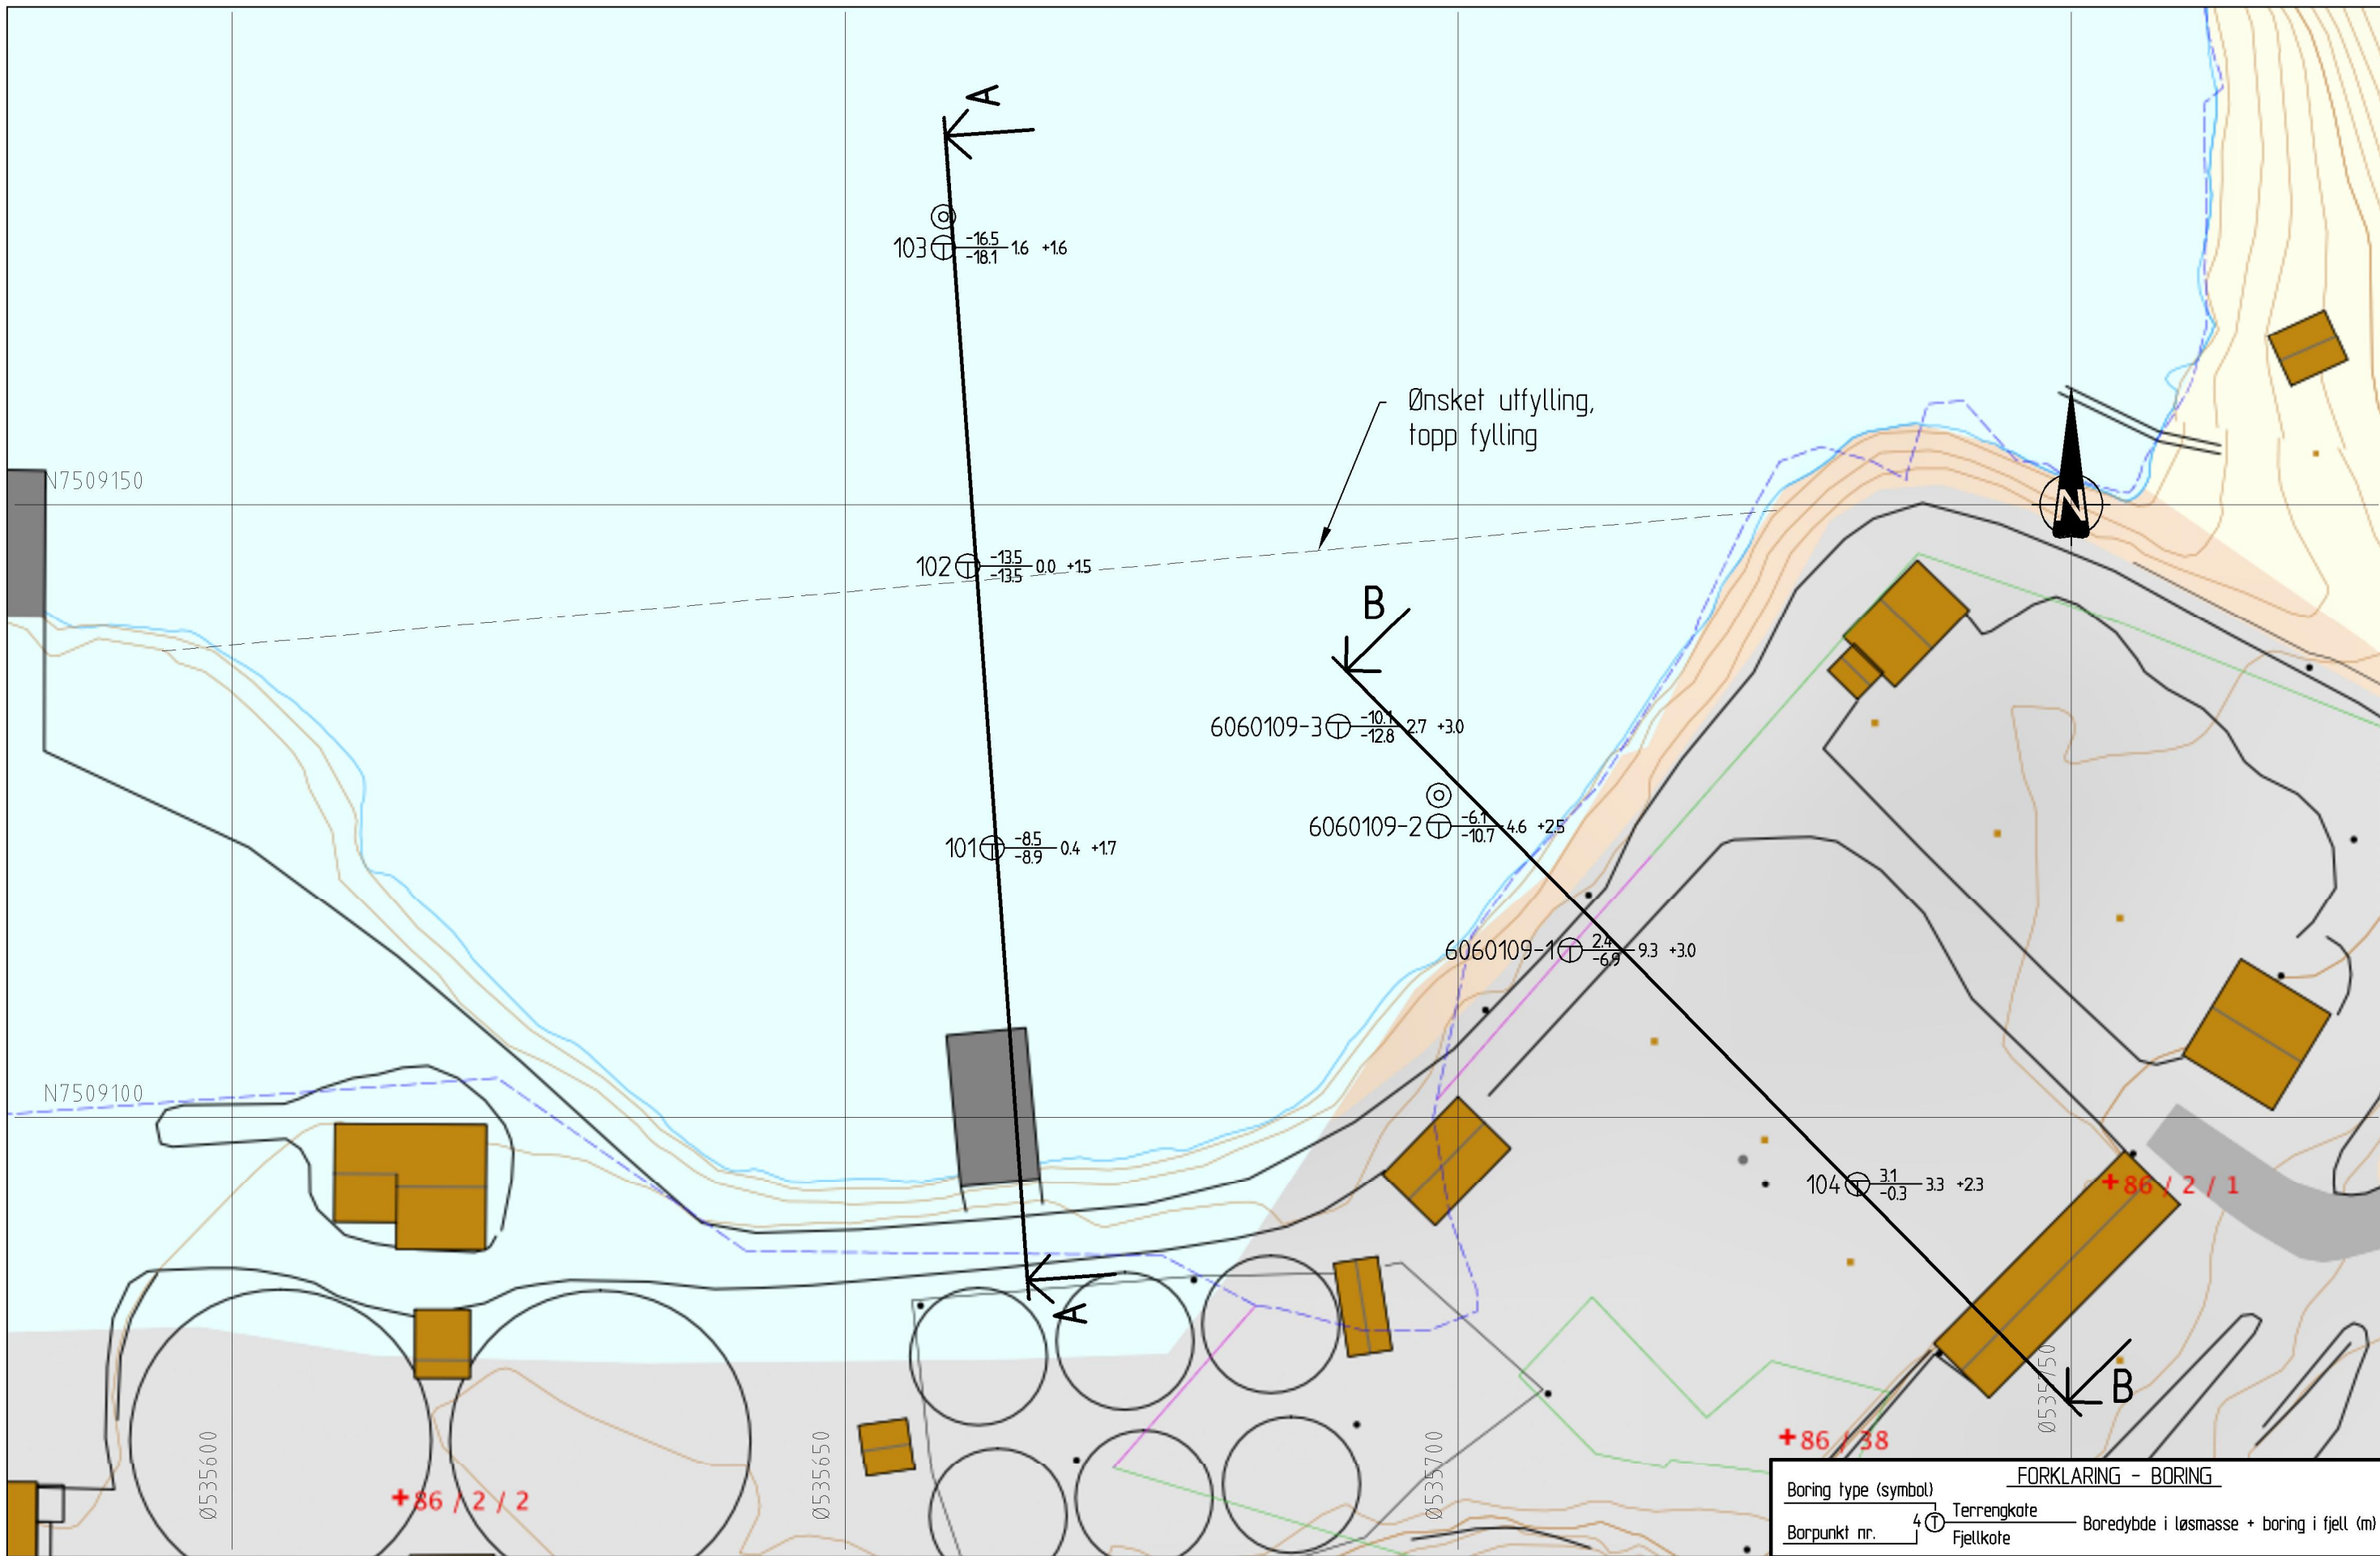 A
103 -16.5 1.6 +1.6
-18.1
Ønsket utfylling,
topp fylling
N7509150
N
102 -13.5 0.0 +1.5
-13.5
B
6060109-3 -10.1 2.7 +3.0
-12.8
6060109-2 -6.1 4.6 +2.5
-10.7
101 -8.5 0.4 +1.7
-8.9
6060109-1 2.4 9.3 +3.0
-6.9
N7509100
104 3.1 3.3 +2.3
-0.3
+86 / 2 / 1
A
B
Ø535600
Ø535650
Ø535700
Ø535750
+86 / 38
+86 / 2 / 2
FORKLARING - BORING
Boring type (symbol)
Borpunkt nr.
4 T Terrengkote
Fjellkote
Boredybde i løsmasse + boring i fjell (m)